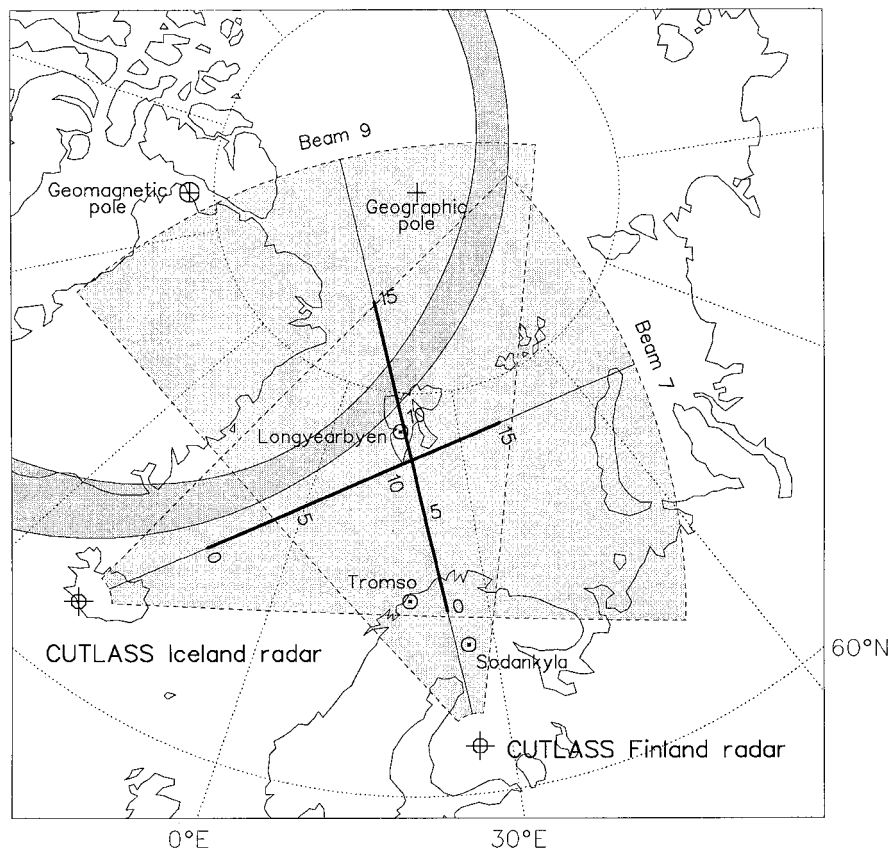 Beam 9
Geomagnetic
pole
Geographic
pole
15
Beam 7
10
Longyearbyen
15
10
5
5
0
Tromso
0
CUTLASS Iceland radar
Sodankyla
60°N
CUTLASS Finland radar
0°E
30°E